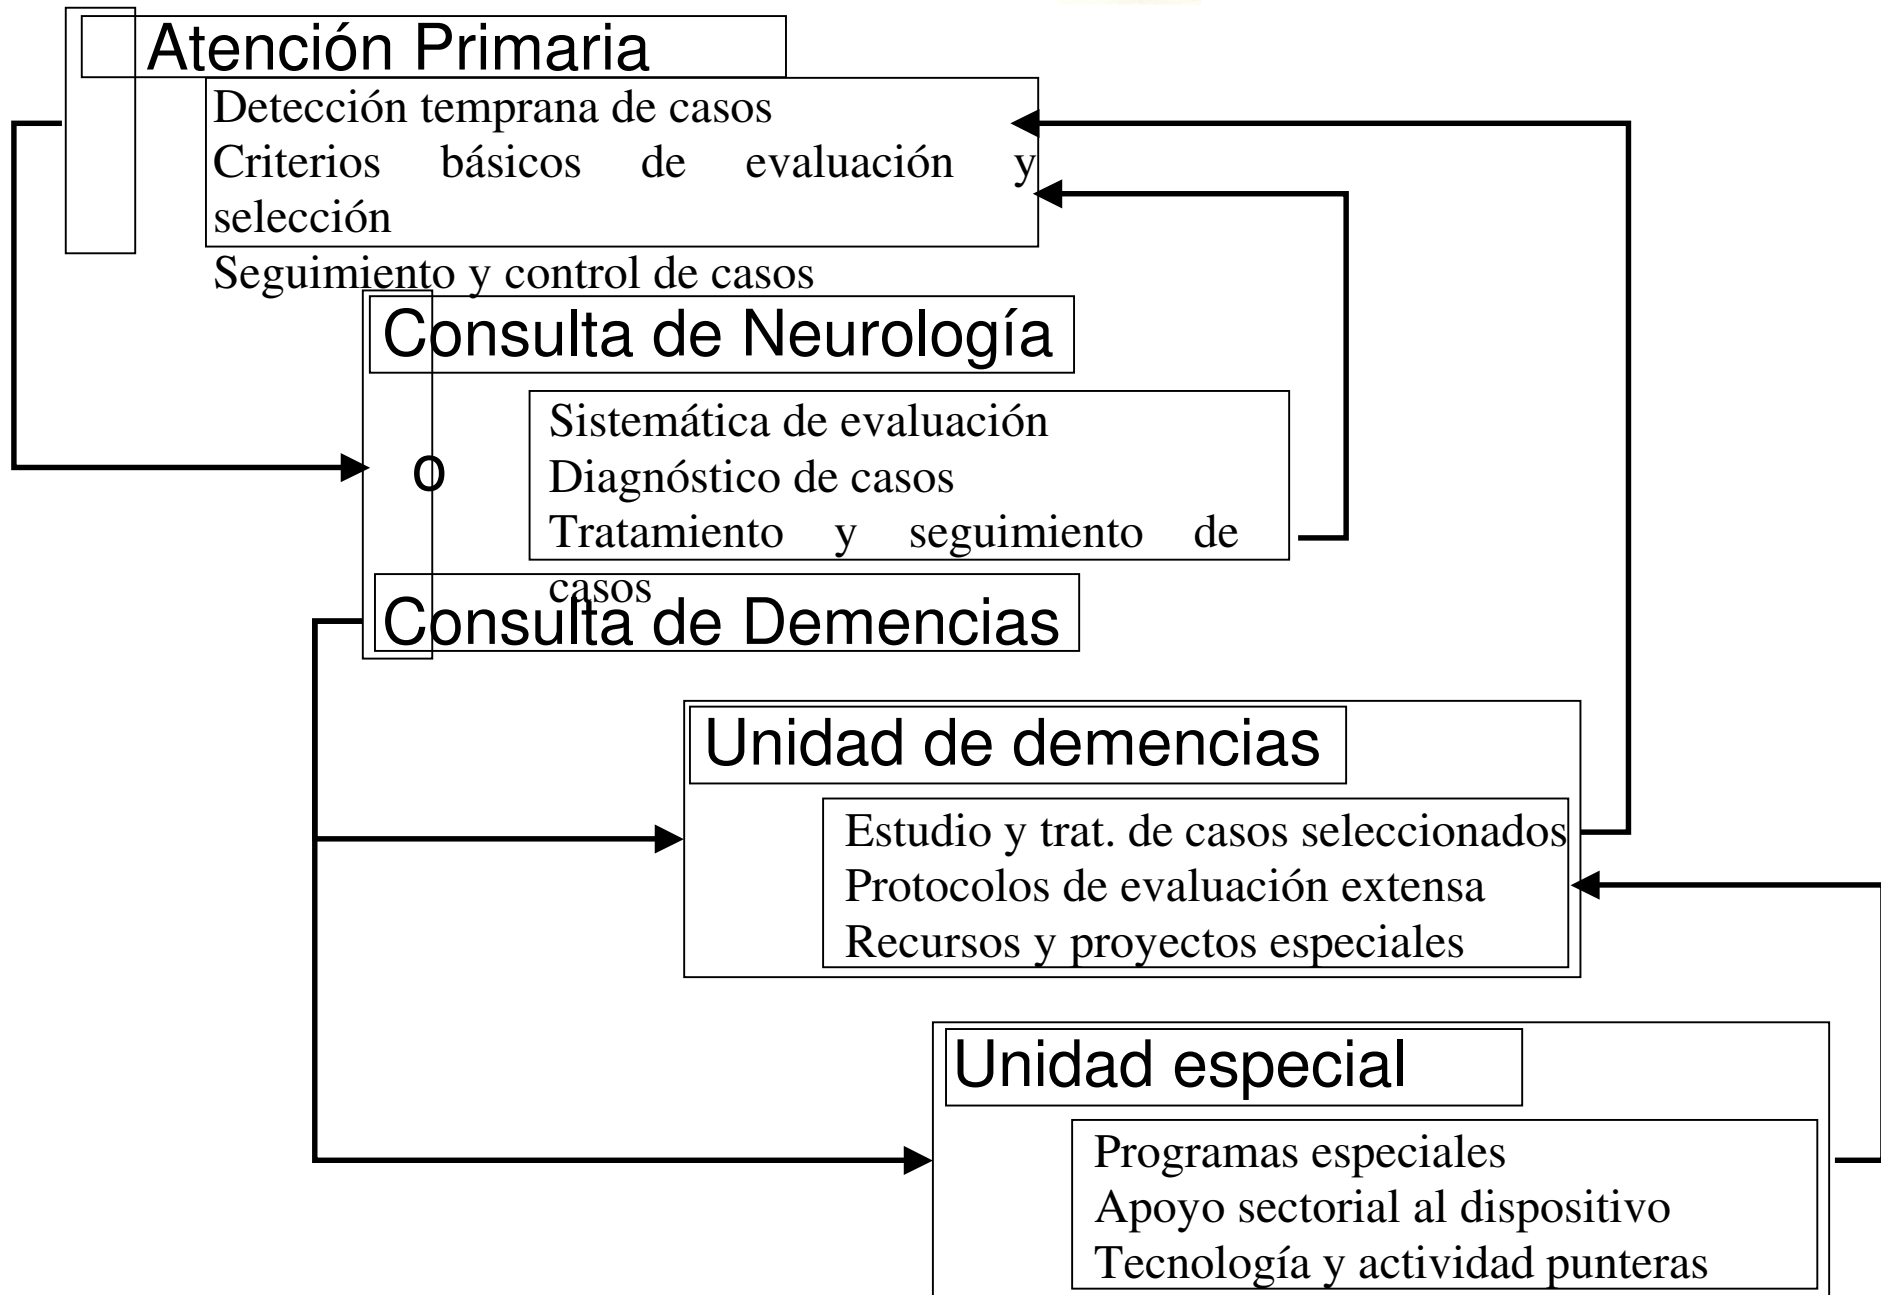 Atención Primaria
Detección temprana de casos
Criterios básicos de evaluación y
selección
Seguimiento y control de casos
Consulta de Neurología
o
Sistemática de evaluación
Diagnóstico de casos
Tratamiento y seguimiento de
casos
Consulta de Demencias
Unidad de demencias
Estudio y trat. de casos seleccionados
Protocolos de evaluación extensa
Recursos y proyectos especiales
Unidad especial
Programas especiales
Apoyo sectorial al dispositivo
Tecnología y actividad punteras